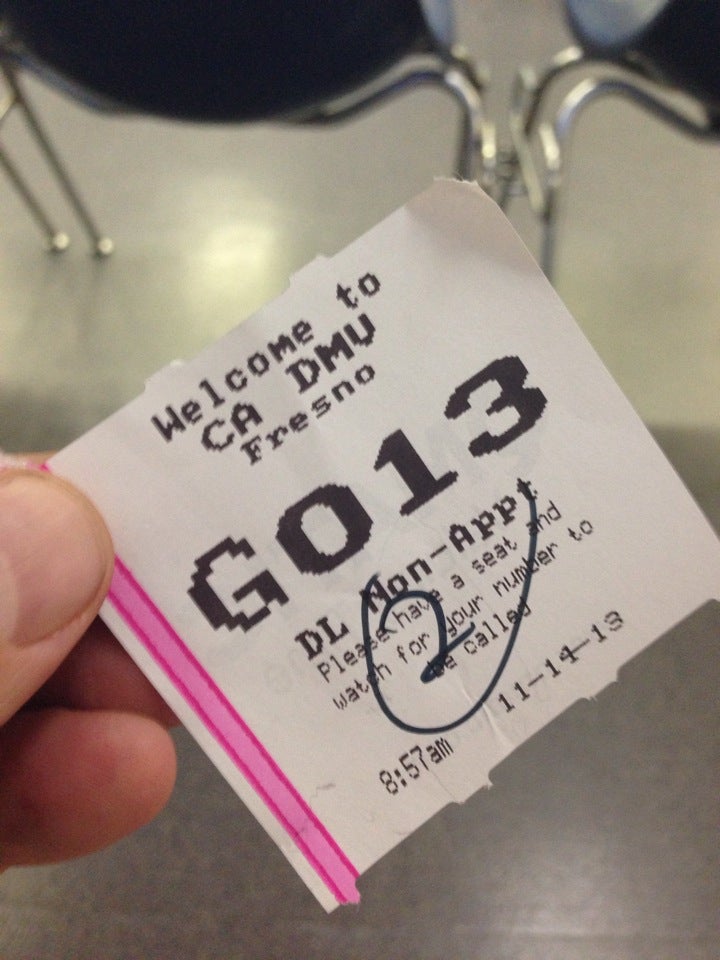 Welcome to
CA DMV
Fresno
G013
DL Non-Appt
Please have a seat and
watch for your number to
be called
2
8:57am 11-14-13